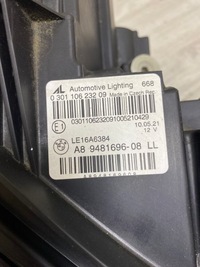 AL Automotive Lighting 658
0 301 106 232 09 Made in Czech Rep.
0301106232091005210429
E1 10.05.21
12 V
LE16A6384
A8 9481696-08 LL